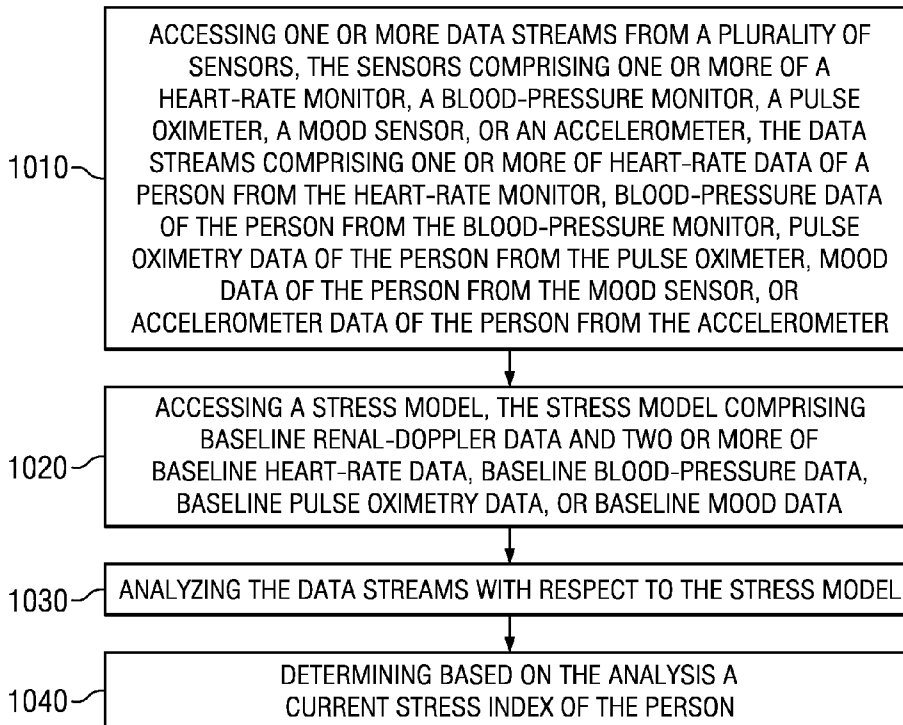 ACCESSING ONE OR MORE DATA STREAMS FROM A PLURALITY OF
SENSORS, THE SENSORS COMPRISING ONE OR MORE OF A
HEART-RATE MONITOR, A BLOOD-PRESSURE MONITOR, A PULSE
OXIMETER, A MOOD SENSOR, OR AN ACCELEROMETER, THE DATA
STREAMS COMPRISING ONE OR MORE OF HEART-RATE DATA OF A
PERSON FROM THE HEART-RATE MONITOR, BLOOD-PRESSURE DATA
OF THE PERSON FROM THE BLOOD-PRESSURE MONITOR, PULSE
OXIMETRY DATA OF THE PERSON FROM THE PULSE OXIMETER, MOOD
DATA OF THE PERSON FROM THE MOOD SENSOR, OR
ACCELEROMETER DATA OF THE PERSON FROM THE ACCELEROMETER
1010
ACCESSING A STRESS MODEL, THE STRESS MODEL COMPRISING
BASELINE RENAL-DOPPLER DATA AND TWO OR MORE OF
BASELINE HEART-RATE DATA, BASELINE BLOOD-PRESSURE DATA,
BASELINE PULSE OXIMETRY DATA, OR BASELINE MOOD DATA
1020
ANALYZING THE DATA STREAMS WITH RESPECT TO THE STRESS MODEL
1030
DETERMINING BASED ON THE ANALYSIS A
CURRENT STRESS INDEX OF THE PERSON
1040